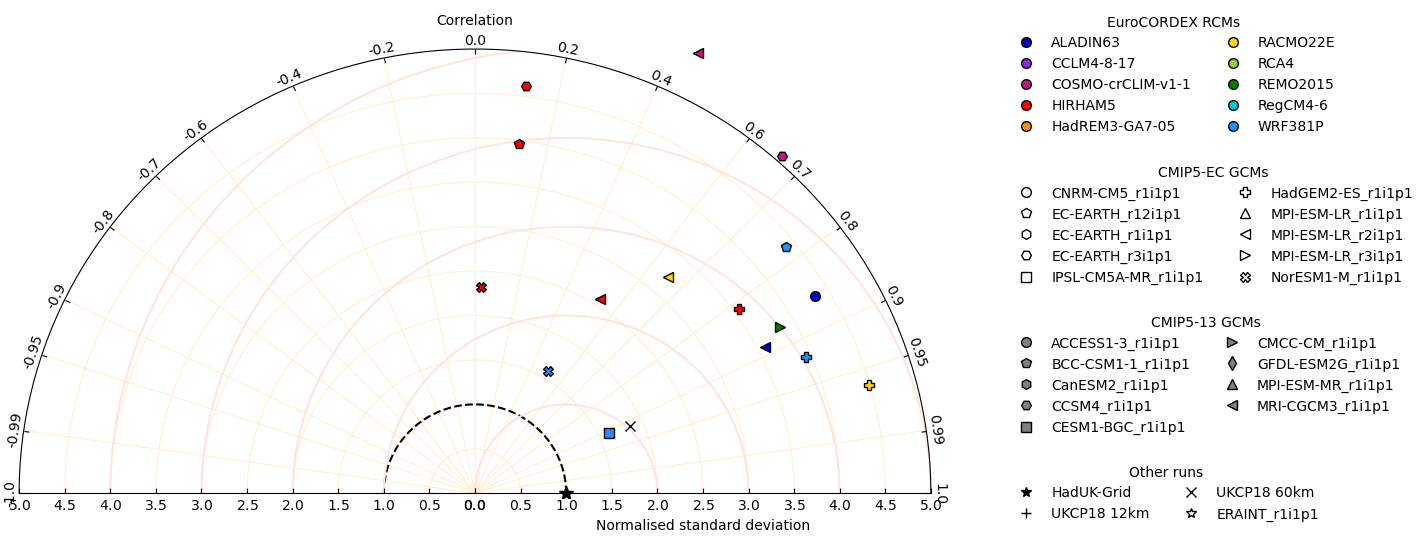 Correlation
0.0
-0.2
0.2
-0.4
0.4
-0.6
0.6
-0.7
0.7
-0.8
0.8
-0.9
0.9
-0.95
0.95
-0.99
0.99
-1.0
1.0
5.0 4.5 4.0 3.5 3.0 2.5 2.0 1.5 1.0 0.5 0.0 0.5 1.0 1.5 2.0 2.5 3.0 3.5 4.0 4.5 5.0
Normalised standard deviation
EuroCORDEX RCMs
ALADIN63 RACMO22E
CCLM4-8-17 RCA4
COSMO-crCLIM-v1-1 REMO2015
HIRHAM5 RegCM4-6
HadREM3-GA7-05 WRF381P
CMIP5-EC GCMs
CNRM-CM5_r1i1p1 HadGEM2-ES_r1i1p1
EC-EARTH_r12i1p1 MPI-ESM-LR_r1i1p1
EC-EARTH_r1i1p1 MPI-ESM-LR_r2i1p1
EC-EARTH_r3i1p1 MPI-ESM-LR_r3i1p1
IPSL-CM5A-MR_r1i1p1 NorESM1-M_r1i1p1
CMIP5-13 GCMs
ACCESS1-3_r1i1p1 CMCC-CM_r1i1p1
BCC-CSM1-1_r1i1p1 GFDL-ESM2G_r1i1p1
CanESM2_r1i1p1 MPI-ESM-MR_r1i1p1
CCSM4_r1i1p1 MRI-CGCM3_r1i1p1
CESM1-BGC_r1i1p1
Other runs
HadUK-Grid UKCP18 60km
UKCP18 12km ERAINT_r1i1p1